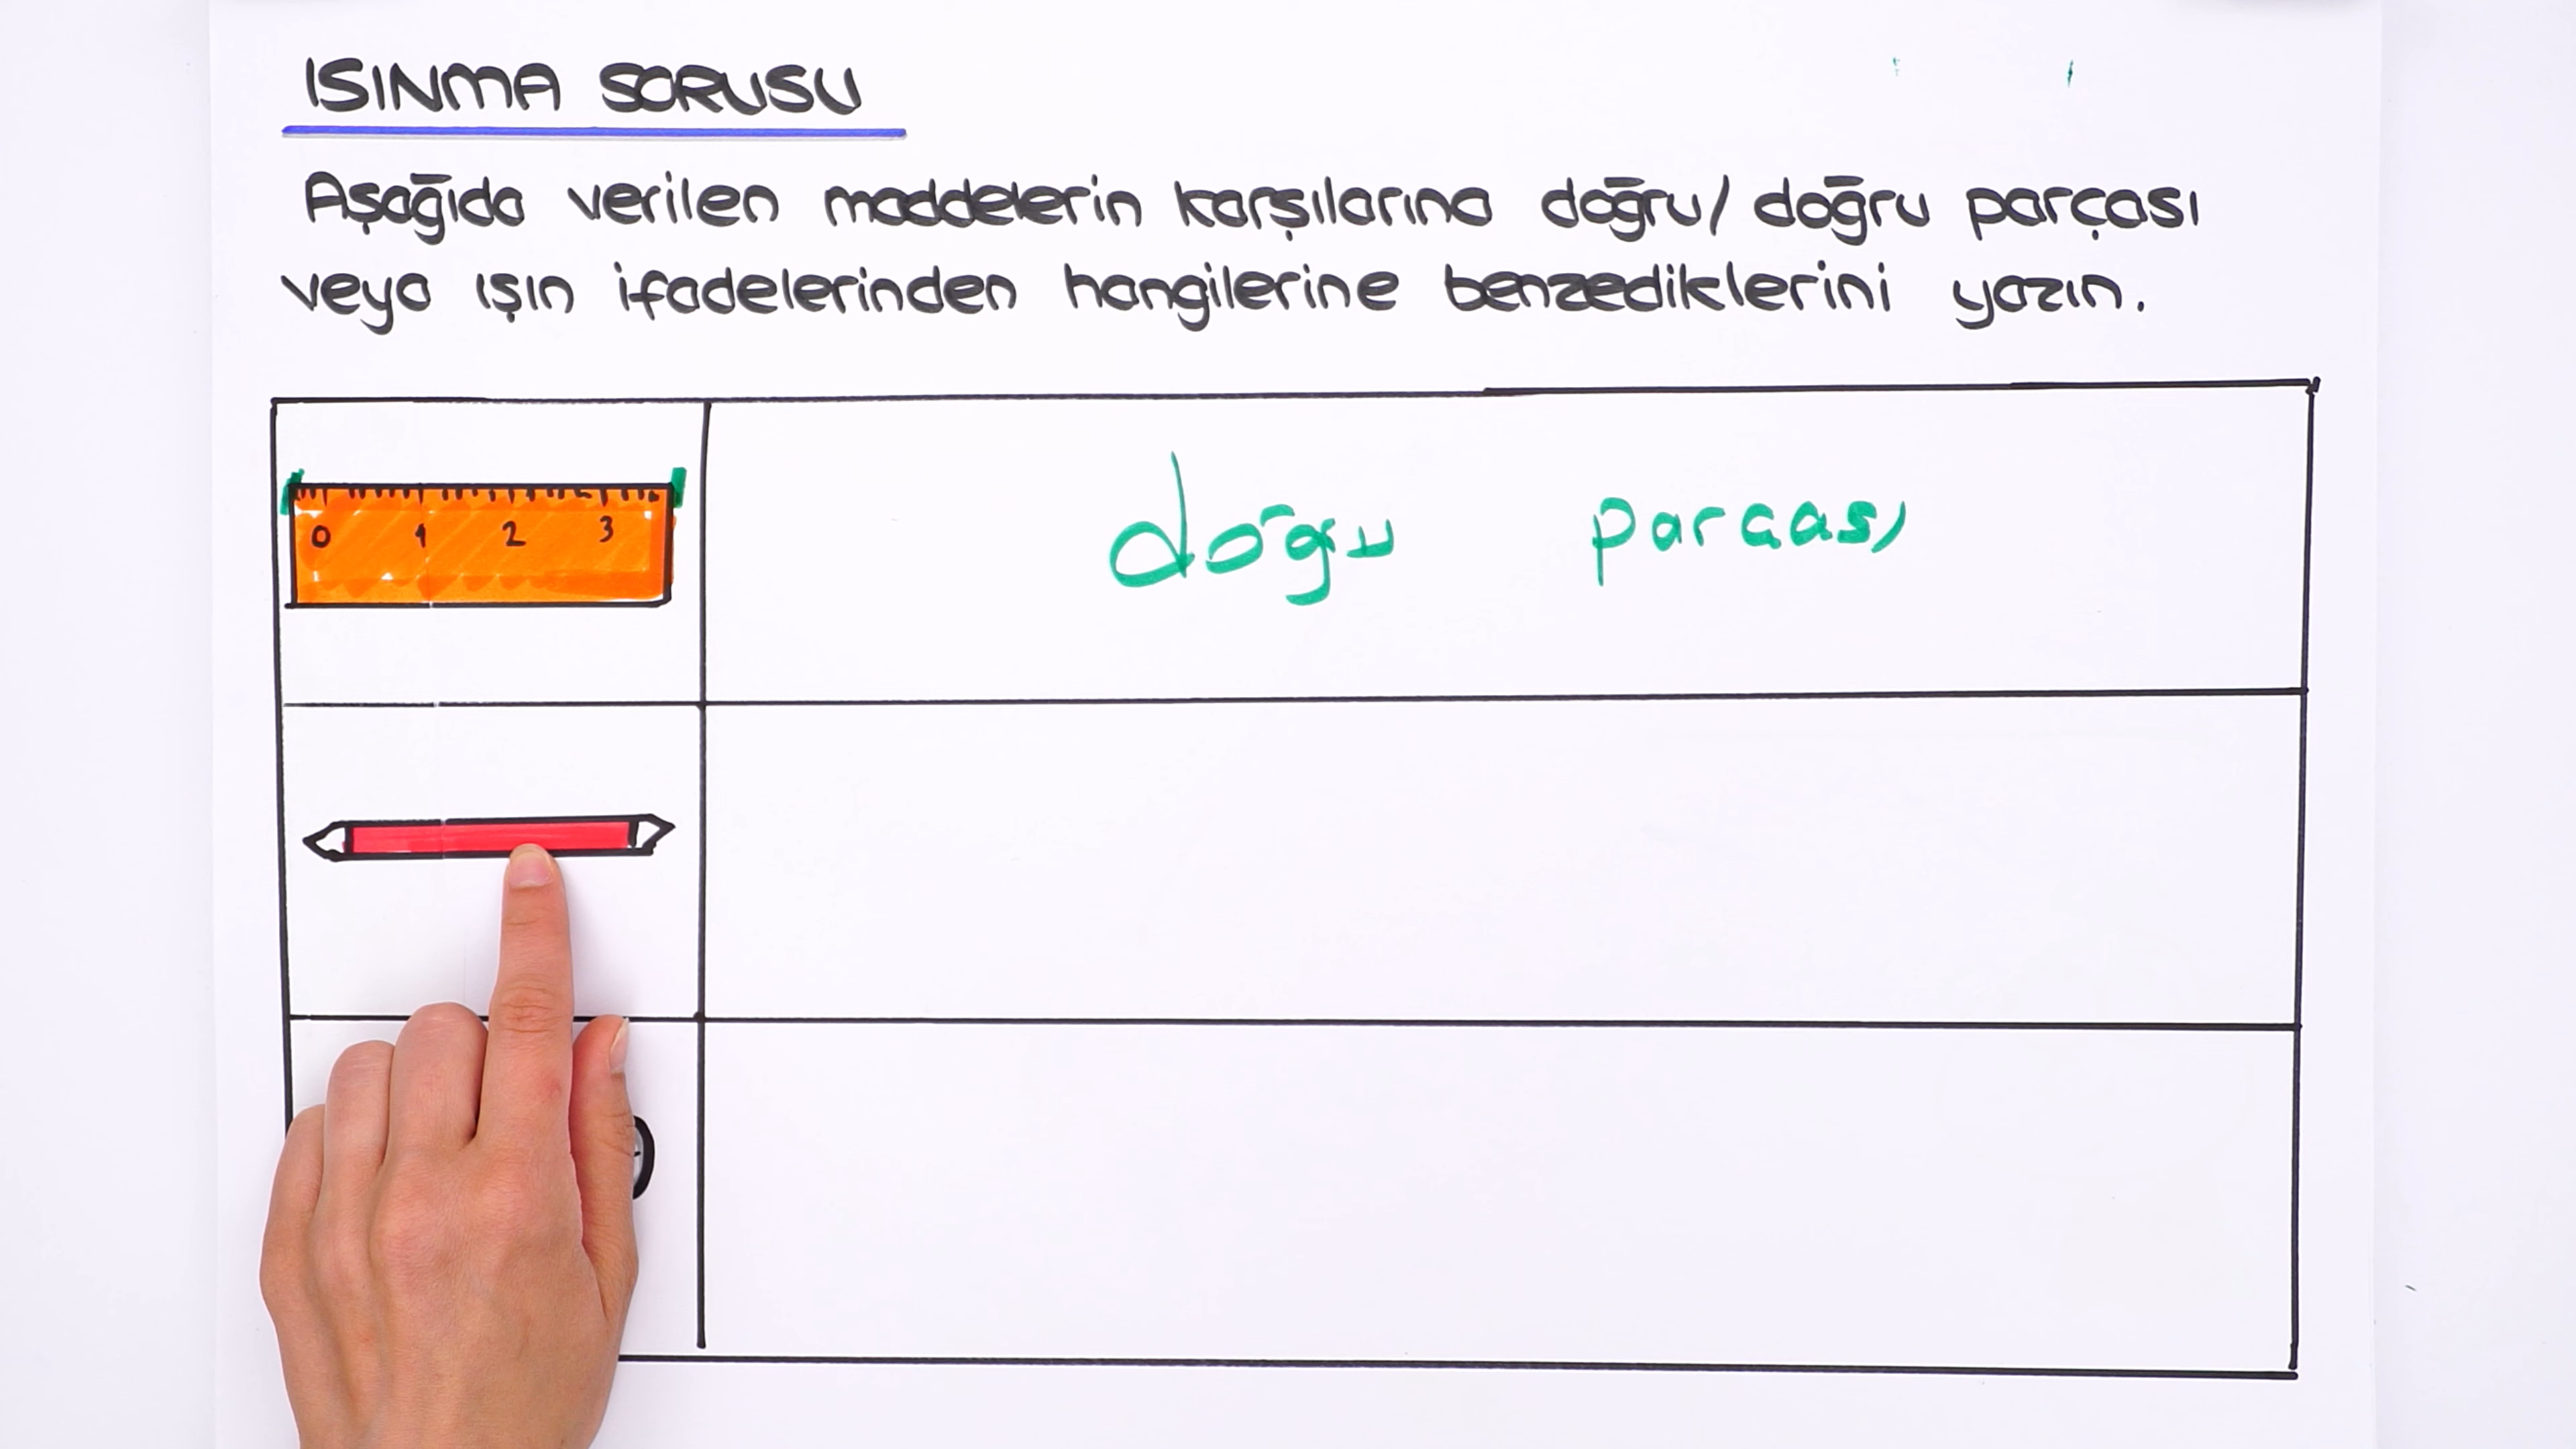 ISINMA SORUSU
Aşağıda verilen maddelerin karşılarına doğru/ doğru parçası
veya ışın ifadelerinden hangilerine benzediklerini yazın.
0 1 2 3
doğru parçası